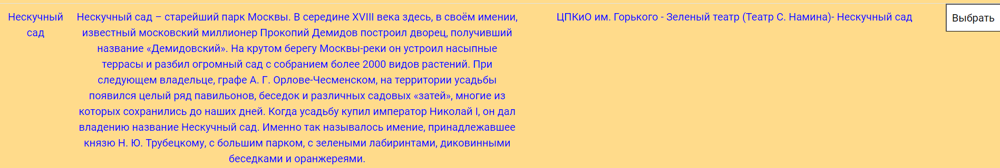 Нескучный
сад
Нескучный сад – старейший парк Москвы. В середине XVIII века здесь, в своём имении,
известный московский миллионер Прокопий Демидов построил дворец, получивший
название «Демидовский». На крутом берегу Москвы-реки он устроил насыпные
террасы и разбил огромный сад с собранием более 2000 видов растений. При
следующем владельце, графе А. Г. Орлове-Чесменском, на территории усадьбы
появился целый ряд павильонов, беседок и различных садовых «затей», многие из
которых сохранились до наших дней. Когда усадьбу купил император Николай I, он дал
владению название Нескучный сад. Именно так называлось имение, принадлежавшее
князю Н. Ю. Трубецкому, с большим парком, с зелеными лабиринтами, диковинными
беседками и оранжереями.
ЦПКиО им. Горького - Зеленый театр (Театр С. Намина)- Нескучный сад
Выбрать